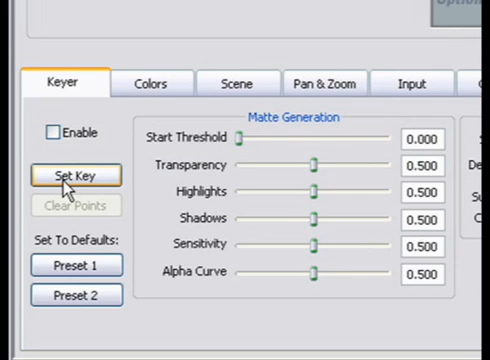 Option
Keyer Colors Scene Pan & Zoom Input
Enable
Set Key
Clear Points
Set To Defaults:
Preset 1
Preset 2
Matte Generation
Start Threshold 0.000
Transparency 0.500
Highlights 0.500
Shadows 0.500
Sensitivity 0.500
Alpha Curve 0.500